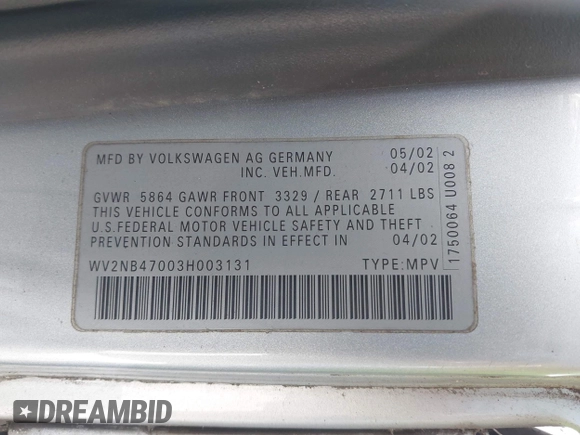 MFD BY VOLKSWAGEN AG GERMANY 05/02
INC. VEH.MFD. 04/02
GVWR 5864 GAWR FRONT 3329 / REAR 2711 LBS
THIS VEHICLE CONFORMS TO ALL APPLICABLE
U.S.FEDERAL MOTOR VEHICLE SAFETY AND THEFT
PREVENTION STANDARDS IN EFFECT IN 04/02
WV2NB47003H003131 TYPE:MPV
1750064 U008 2
DREAMBID